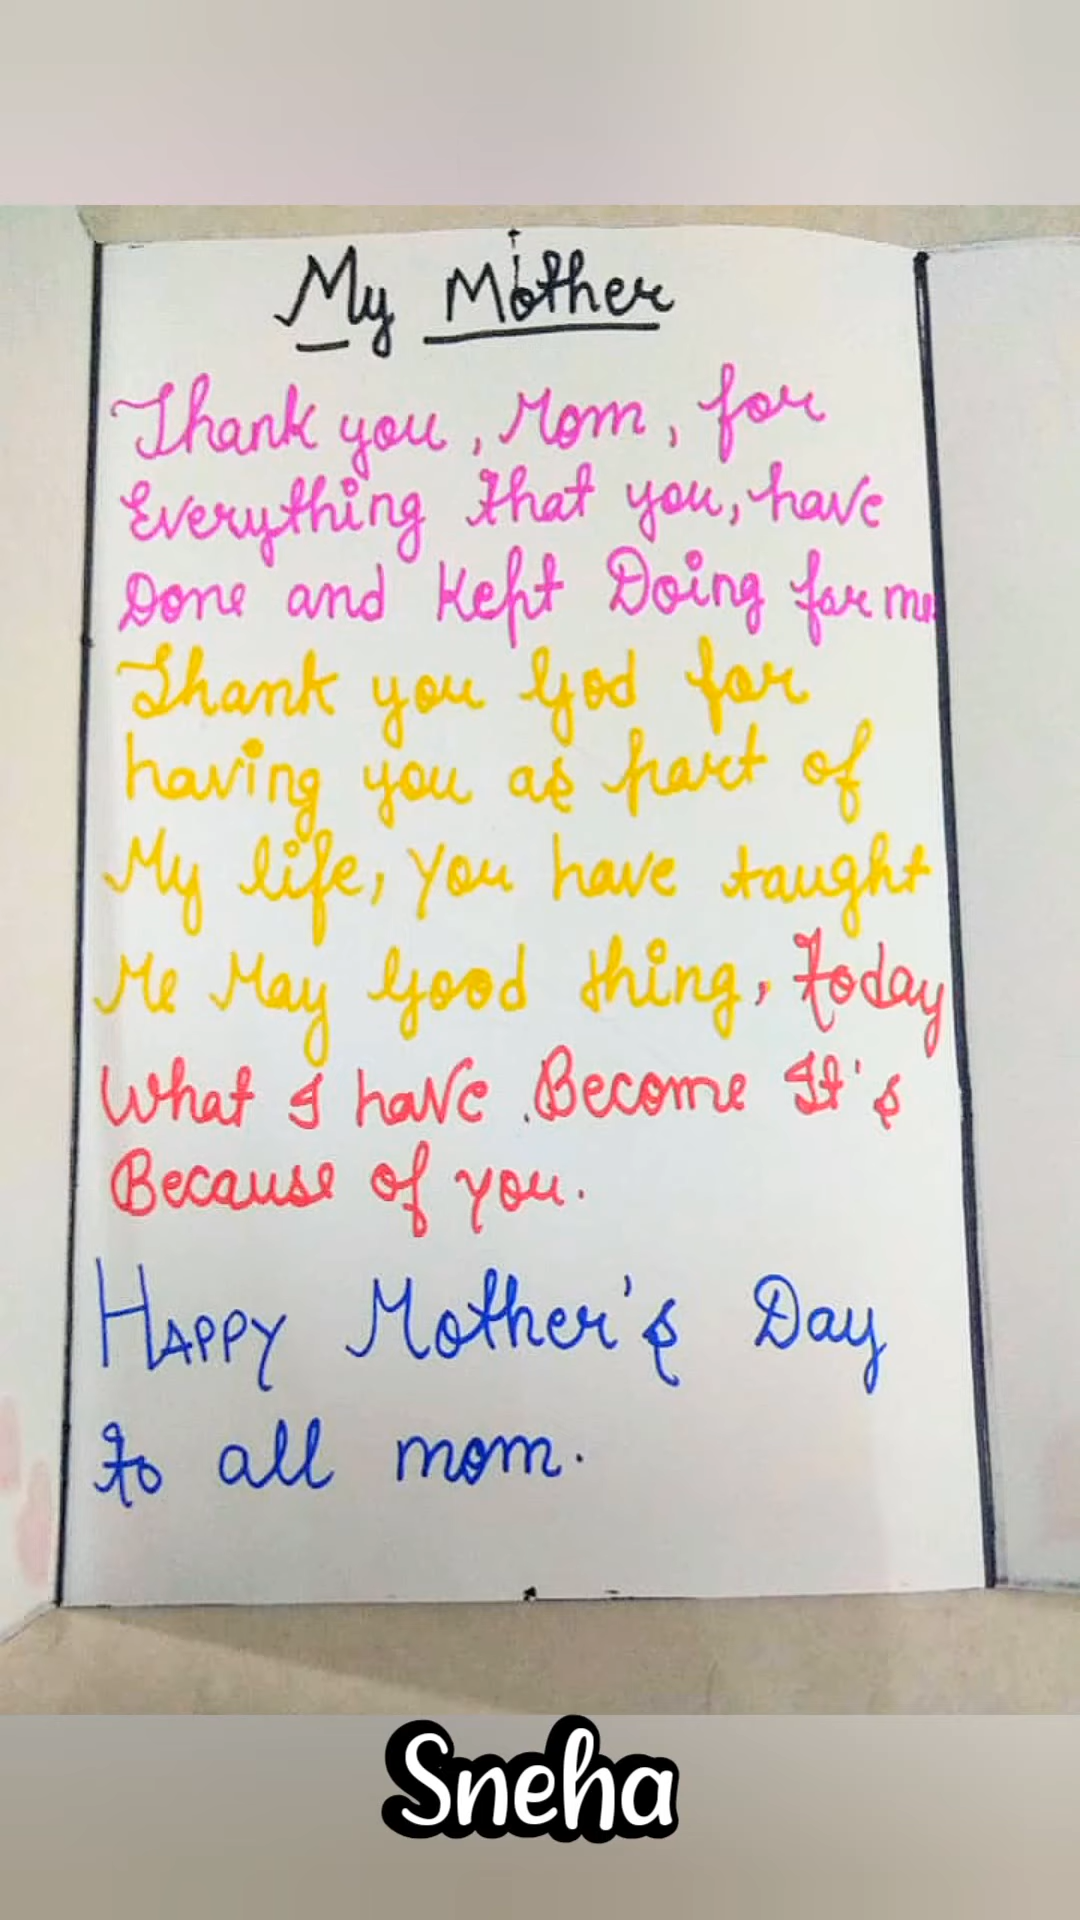 My Mother
Thank you, Mom, for
Everything that you, have
Done and Kept Doing for me
Thank you God for
having you as part of
My life, You have taught
Me May Good thing, Today
What I have Become It's
Because of you.
HAPPY Mother's Day
to all mom.
Sneha